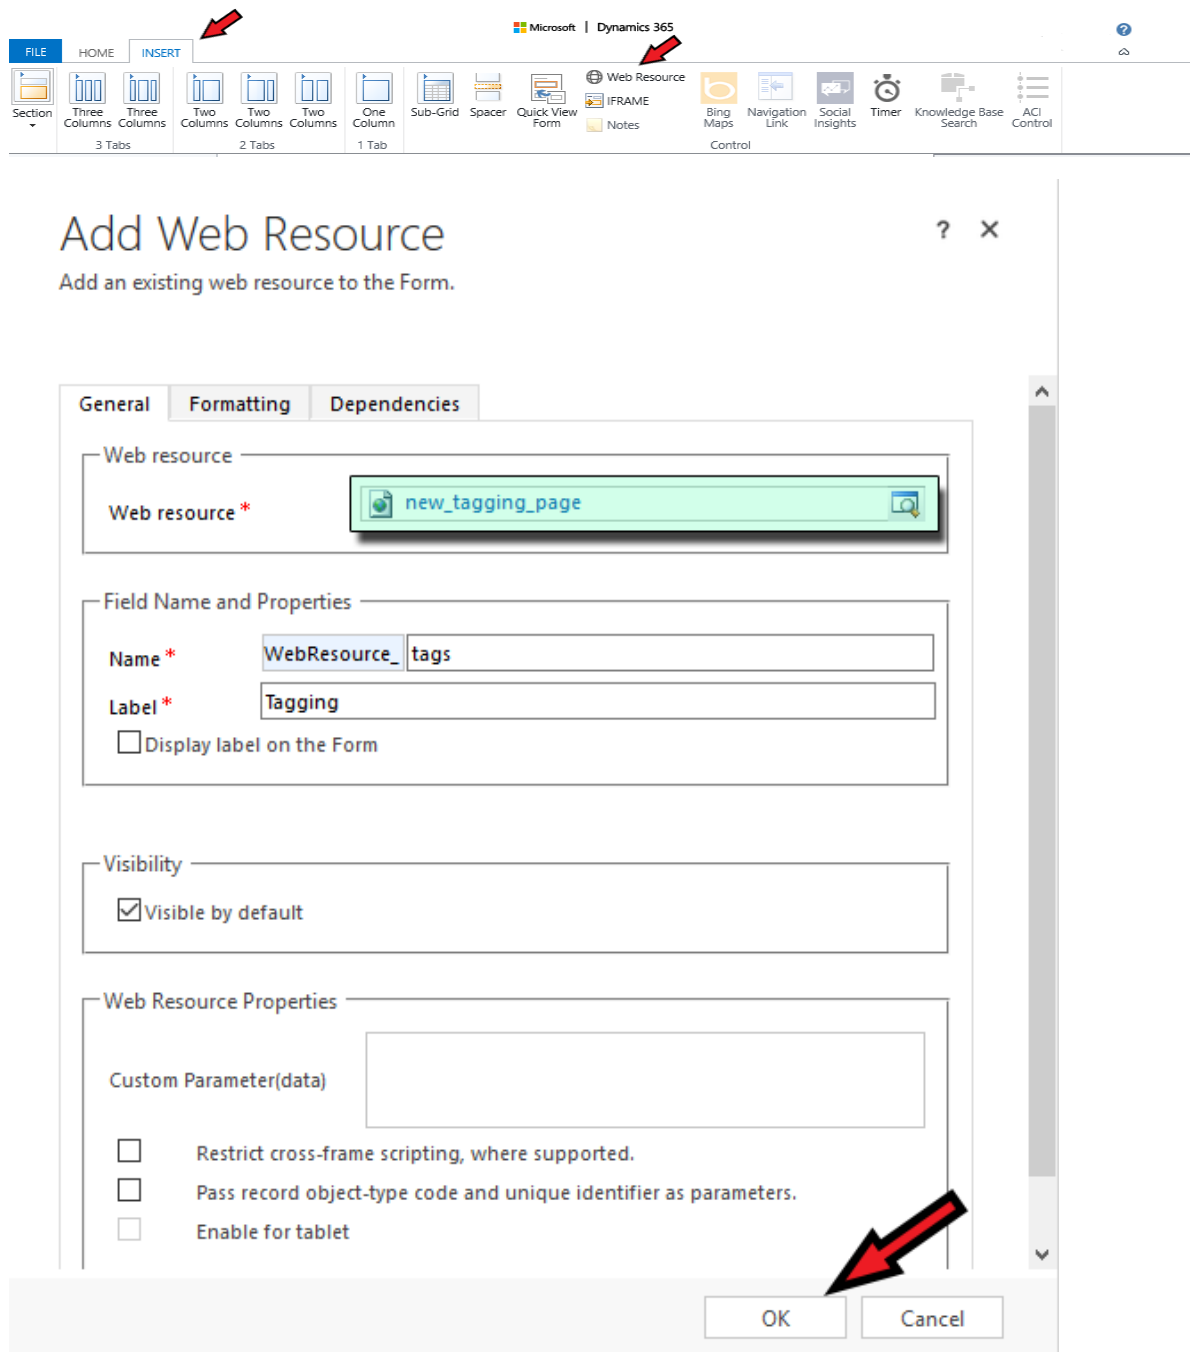 Microsoft | Dynamics 365
?
FILE HOME INSERT
Section
Three Columns
Three Columns
3 Tabs
Two Columns
Two Columns
Two Columns
2 Tabs
One Column
1 Tab
Sub-Grid
Spacer
Quick View Form
Web Resource
IFRAME
Notes
Bing Maps
Navigation Link
Social Insights
Timer
Knowledge Base Search
ACI Control
Control
Add Web Resource
? ×
Add an existing web resource to the Form.
General Formatting Dependencies
Web resource
Web resource * new_tagging_page
Field Name and Properties
Name * WebResource_ tags
Label * Tagging
Display label on the Form
Visibility
Visible by default
Web Resource Properties
Custom Parameter(data)
Restrict cross-frame scripting, where supported.
Pass record object-type code and unique identifier as parameters.
Enable for tablet
OK Cancel